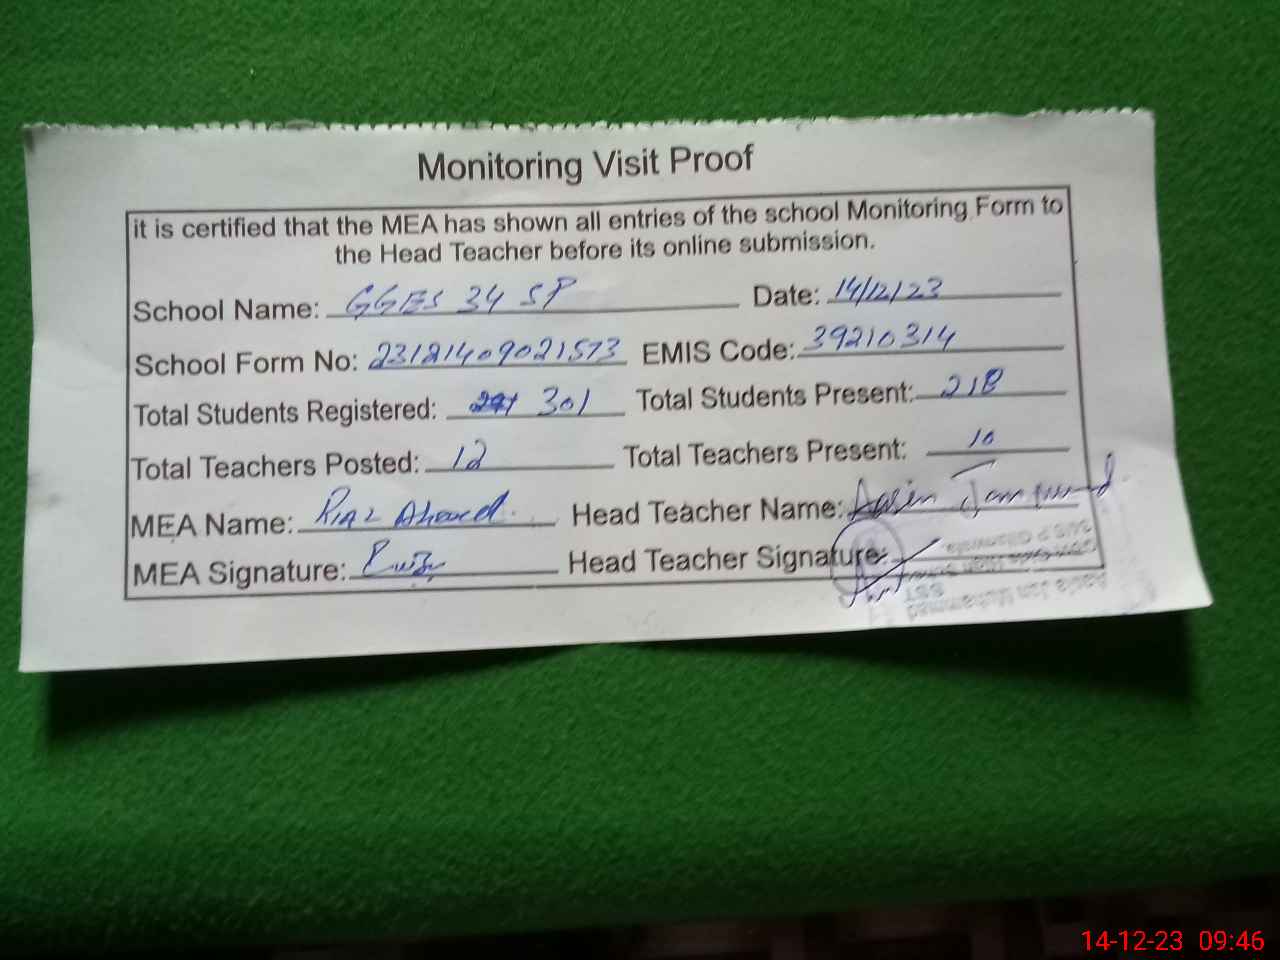 Monitoring Visit Proof
it is certified that the MEA has shown all entries of the school Monitoring Form to
the Head Teacher before its online submission.
School Name: GGES 34 SP Date: 14/12/23
School Form No: 23121409021573 EMIS Code: 39210314
Total Students Registered: 301 Total Students Present: 218
Total Teachers Posted: 12 Total Teachers Present: 10
MEA Name: Riaz Ahmed Head Teacher Name:
MEA Signature: Head Teacher Signature:
14-12-23 09:46